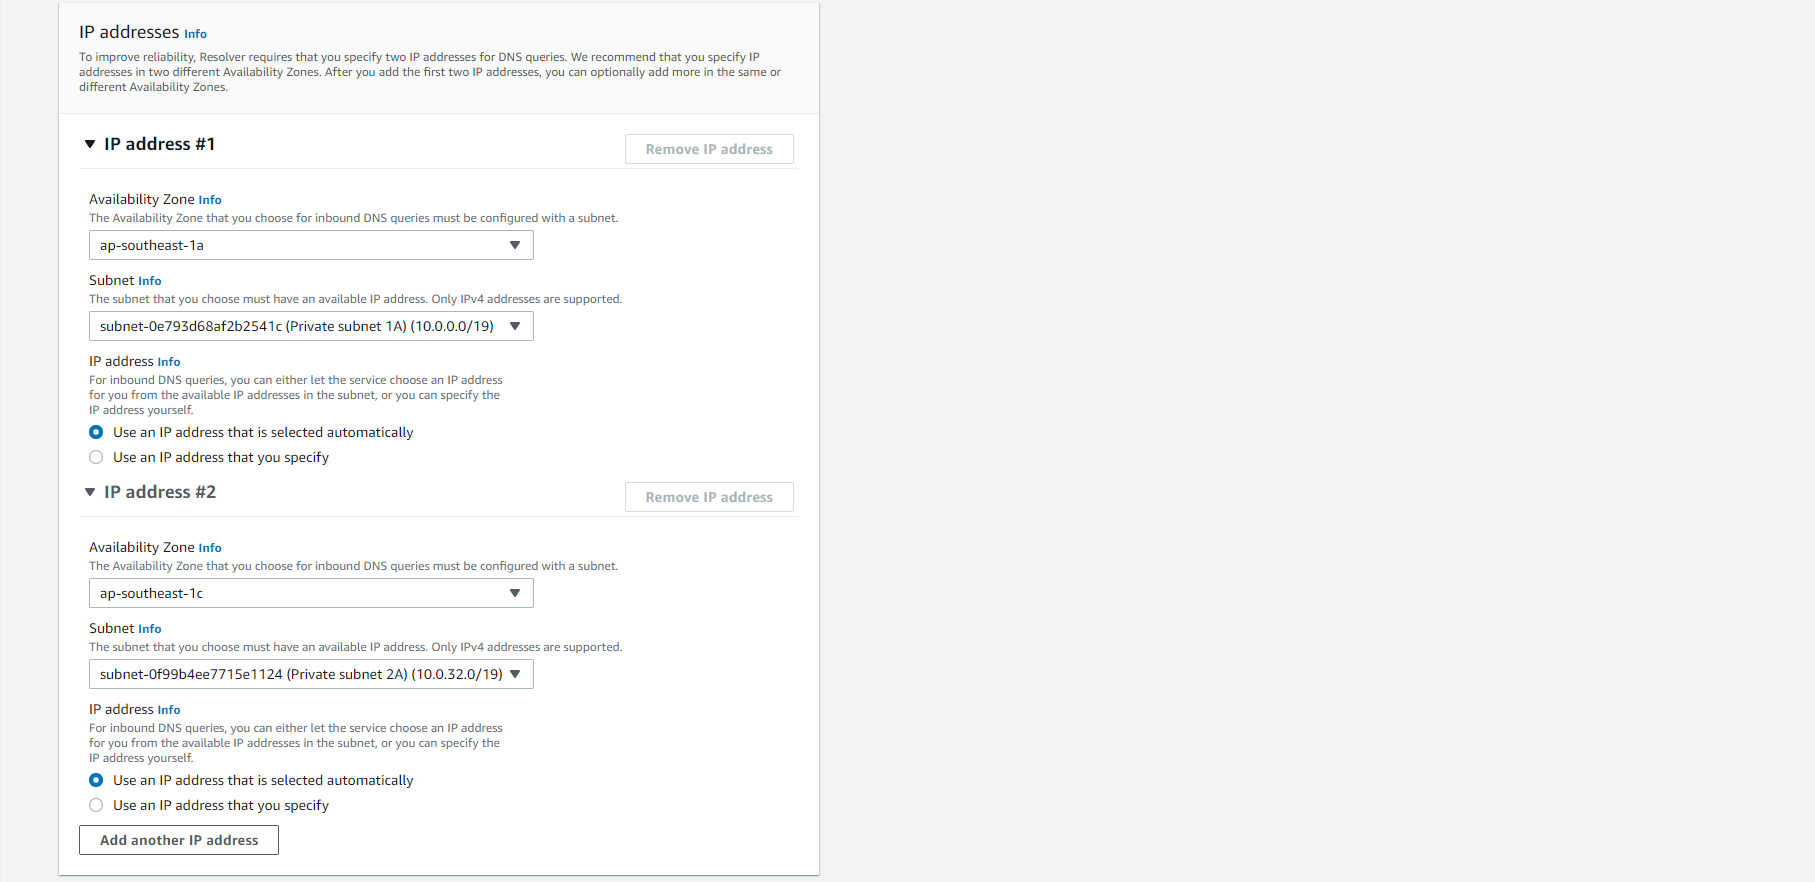 IP addresses Info
To improve reliability, Resolver requires that you specify two IP addresses for DNS queries. We recommend that you specify IP
addresses in two different Availability Zones. After you add the first two IP addresses, you can optionally add more in the same or
different Availability Zones.
IP address #1
Remove IP address
Availability Zone Info
The Availability Zone that you choose for inbound DNS queries must be configured with a subnet.
ap-southeast-1a
Subnet Info
The subnet that you choose must have an available IP address. Only IPv4 addresses are supported.
subnet-0e793d68af2b2541c (Private subnet 1A) (10.0.0.0/19)
IP address Info
For inbound DNS queries, you can either let the service choose an IP address
for you from the available IP addresses in the subnet, or you can specify the
IP address yourself.
Use an IP address that is selected automatically
Use an IP address that you specify
IP address #2
Remove IP address
Availability Zone Info
The Availability Zone that you choose for inbound DNS queries must be configured with a subnet.
ap-southeast-1c
Subnet Info
The subnet that you choose must have an available IP address. Only IPv4 addresses are supported.
subnet-0f99b4ee7715e1124 (Private subnet 2A) (10.0.32.0/19)
IP address Info
For inbound DNS queries, you can either let the service choose an IP address
for you from the available IP addresses in the subnet, or you can specify the
IP address yourself.
Use an IP address that is selected automatically
Use an IP address that you specify
Add another IP address